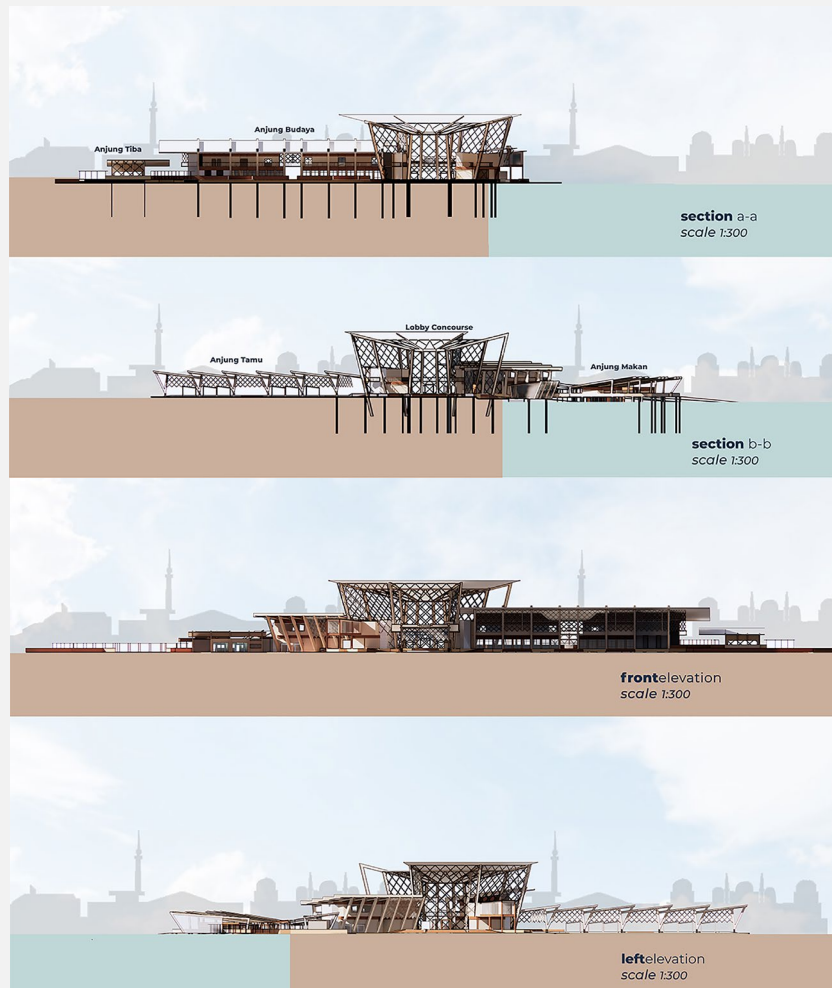 Anjung Budaya
Anjung Tiba
section a-a
scale 1:300
Lobby Concourse
Anjung Tamu
Anjung Makan
section b-b
scale 1:300
frontelevation
scale 1:300
leftelevation
scale 1:300